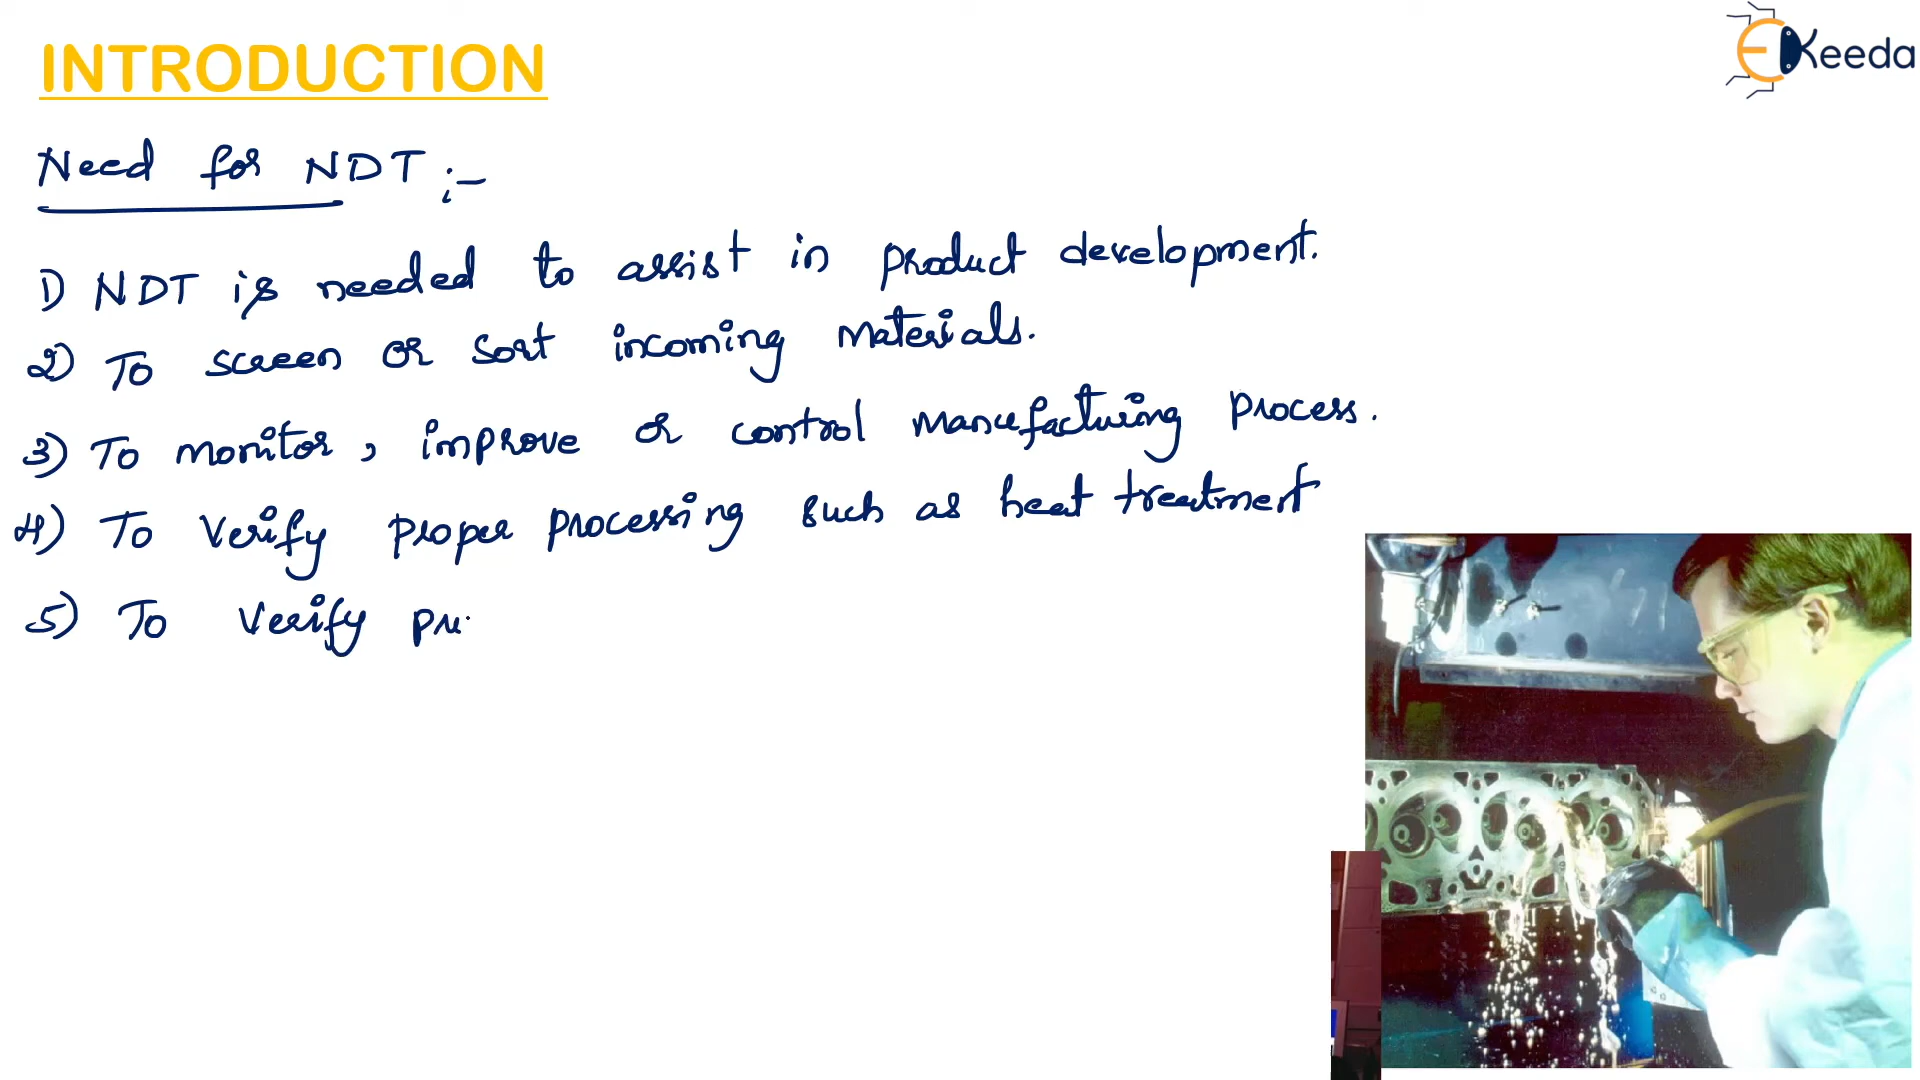 INTRODUCTION
EKeeda
Need for NDT :-
1) NDT is needed to assist in product development.
2) To screen or sort incoming materials.
3) To monitor, improve or control manufacturing process.
4) To verify proper processing such as heat treatment
5) To verify